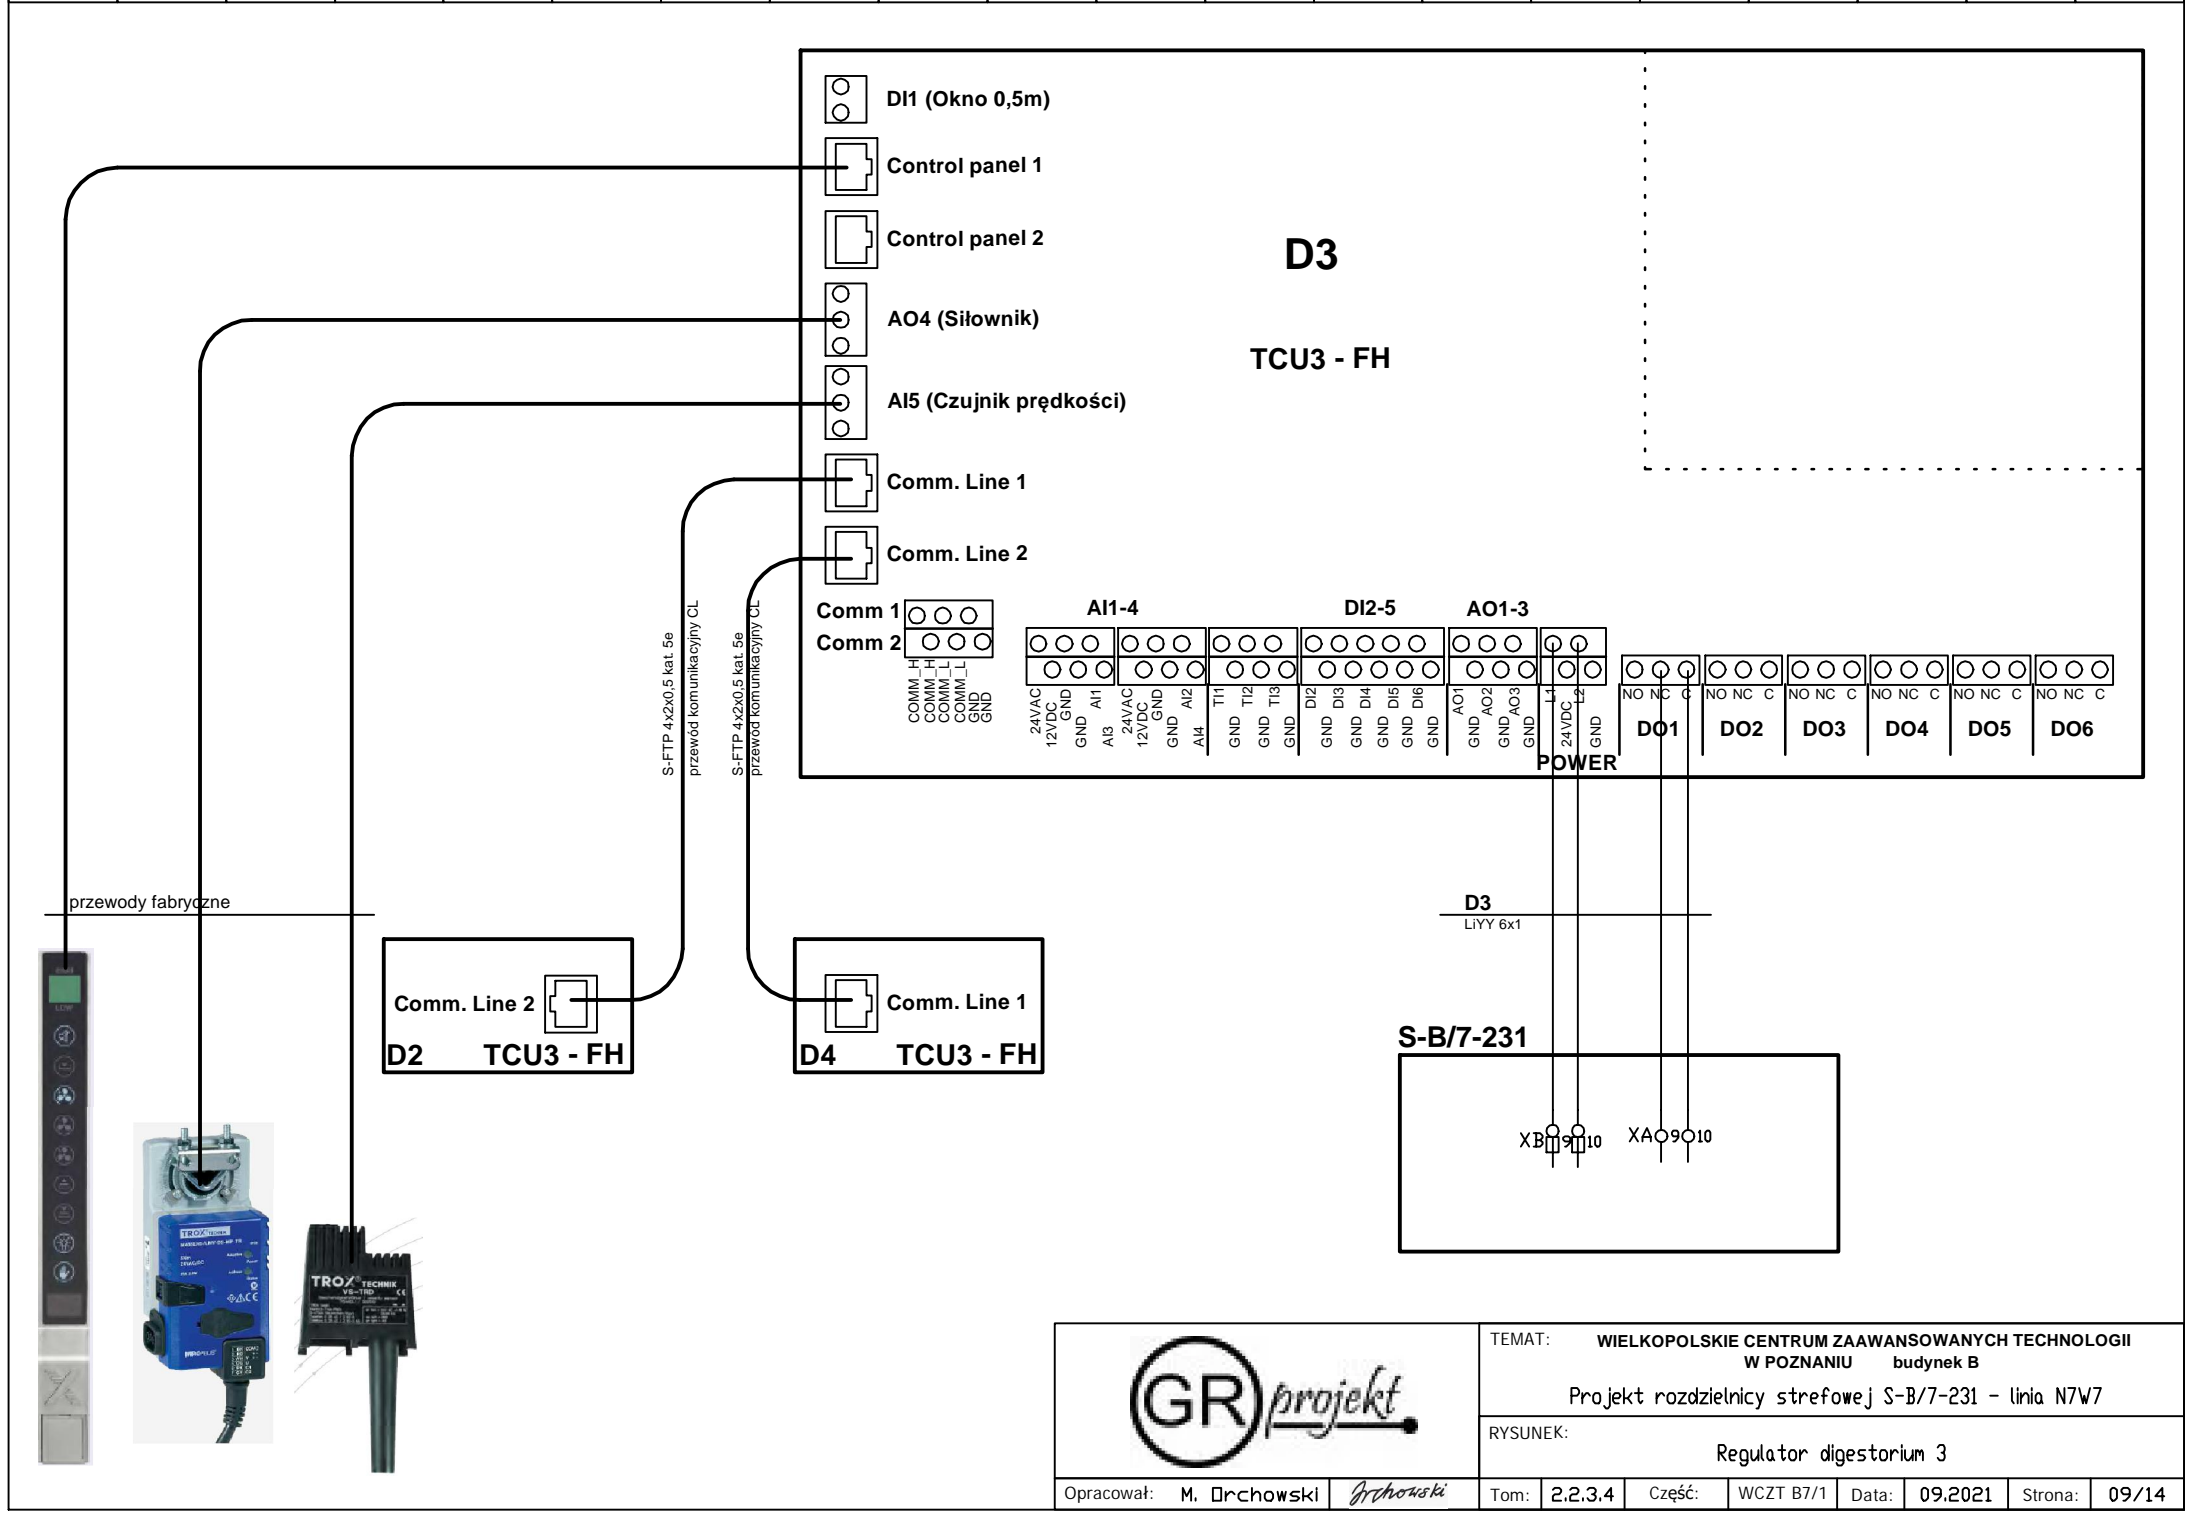 DI1 (Okno 0,5m)
Control panel 1
Control panel 2
AO4 (Siłownik)
AI5 (Czujnik prędkości)
Comm. Line 1
Comm. Line 2
D3
TCU3 - FH
Comm 1
Comm 2
COMM_H
COMM_H
COMM_L
COMM_L
GND
GND
AI1-4
DI2-5
AO1-3
24VAC
12VDC
GND
GND
AI1
AI3
24VAC
12VDC
GND
GND
AI2
AI4
TI1
GND
TI2
GND
TI3
GND
DI2
GND
DI3
GND
DI4
GND
DI5
GND
DI6
GND
AO1
GND
AO2
GND
AO3
GND
L1
24VDC
L2
GND
POWER
NO NC C
NO NC C
NO NC C
NO NC C
NO NC C
NO NC C
DO1
DO2
DO3
DO4
DO5
DO6
S-FTP 4x2x0,5 kat. 5e
przewód komunikacyjny CL
S-FTP 4x2x0,5 kat. 5e
przewód komunikacyjny CL
przewody fabryczne
D3
LiYY 6x1
Comm. Line 2
D2 TCU3 - FH
Comm. Line 1
D4 TCU3 - FH
S-B/7-231
XB 9 10
XA 9 10
TROX TECHNIK
TROX® TECHNIK
VS-TRD
GR projekt
TEMAT:
WIELKOPOLSKIE CENTRUM ZAAWANSOWANYCH TECHNOLOGII
W POZNANIU budynek B
Projekt rozdzielnicy strefowej S-B/7-231 - linia N7W7
RYSUNEK:
Regulator digestorium 3
Opracował: M. Orchowski Orchowski
Tom: 2.2.3.4 Część: WCZT B7/1 Data: 09.2021 Strona: 09/14